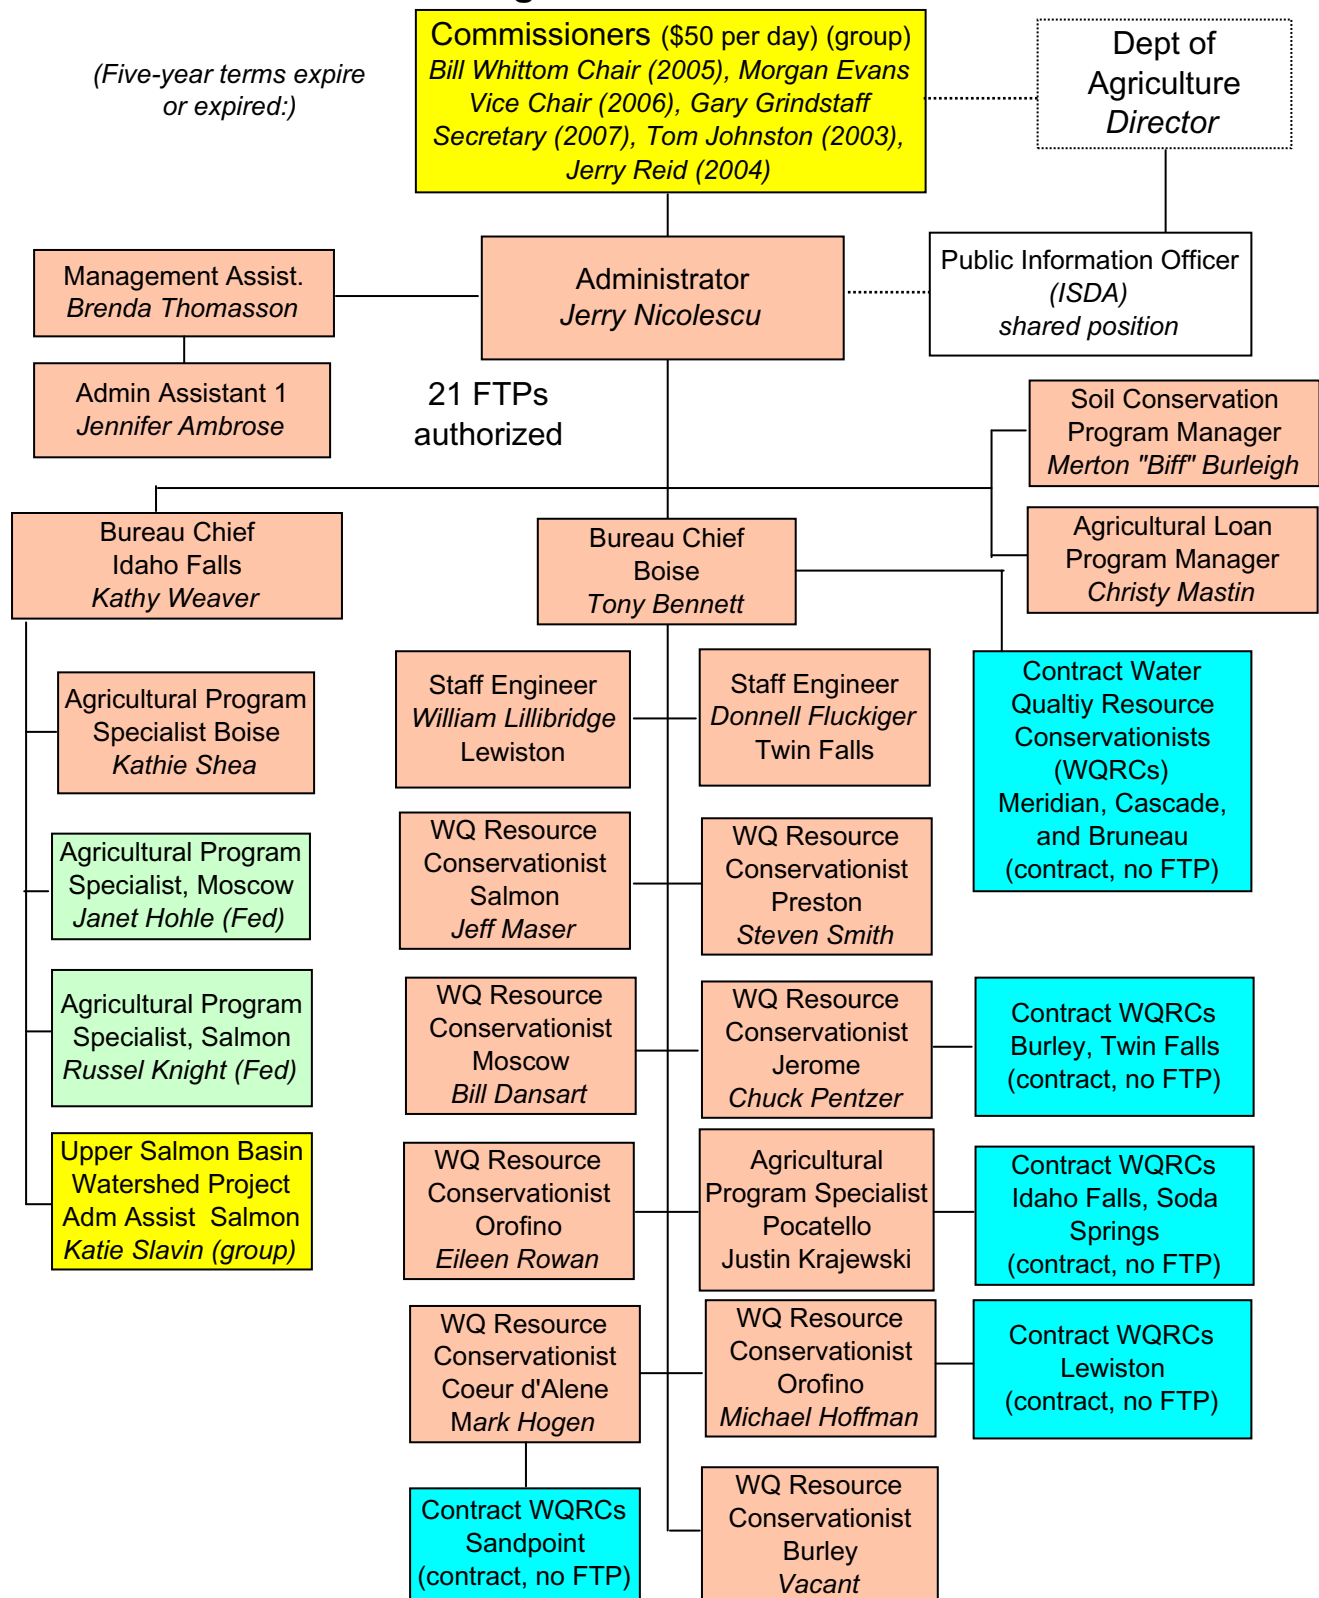 Commissioners ($50 per day) (group)
Bill Whittom Chair (2005), Morgan Evans
Vice Chair (2006), Gary Grindstaff
Secretary (2007), Tom Johnston (2003),
Jerry Reid (2004)
(Five-year terms expire
or expired:)
Dept of
Agriculture
Director
Management Assist.
Brenda Thomasson
Administrator
Jerry Nicolescu
Public Information Officer
(ISDA)
shared position
Admin Assistant 1
Jennifer Ambrose
21 FTPs
authorized
Soil Conservation
Program Manager
Merton "Biff" Burleigh
Agricultural Loan
Program Manager
Christy Mastin
Bureau Chief
Idaho Falls
Kathy Weaver
Bureau Chief
Boise
Tony Bennett
Agricultural Program
Specialist Boise
Kathie Shea
Agricultural Program
Specialist, Moscow
Janet Hohle (Fed)
Agricultural Program
Specialist, Salmon
Russel Knight (Fed)
Upper Salmon Basin
Watershed Project
Adm Assist  Salmon
Katie Slavin (group)
Staff Engineer
William Lillibridge
Lewiston
Staff Engineer
Donnell Fluckiger
Twin Falls
Contract Water
Qualtiy Resource
Conservationists
(WQRCs)
Meridian, Cascade,
and Bruneau
(contract, no FTP)
WQ Resource
Conservationist
Salmon
Jeff Maser
WQ Resource
Conservationist
Preston
Steven Smith
WQ Resource
Conservationist
Moscow
Bill Dansart
WQ Resource
Conservationist
Jerome
Chuck Pentzer
Contract WQRCs
Burley, Twin Falls
(contract, no FTP)
WQ Resource
Conservationist
Orofino
Eileen Rowan
Agricultural
Program Specialist
Pocatello
Justin Krajewski
Contract WQRCs
Idaho Falls, Soda
Springs
(contract, no FTP)
WQ Resource
Conservationist
Coeur d'Alene
Mark Hogen
WQ Resource
Conservationist
Orofino
Michael Hoffman
Contract WQRCs
Lewiston
(contract, no FTP)
Contract WQRCs
Sandpoint
(contract, no FTP)
WQ Resource
Conservationist
Burley
Vacant